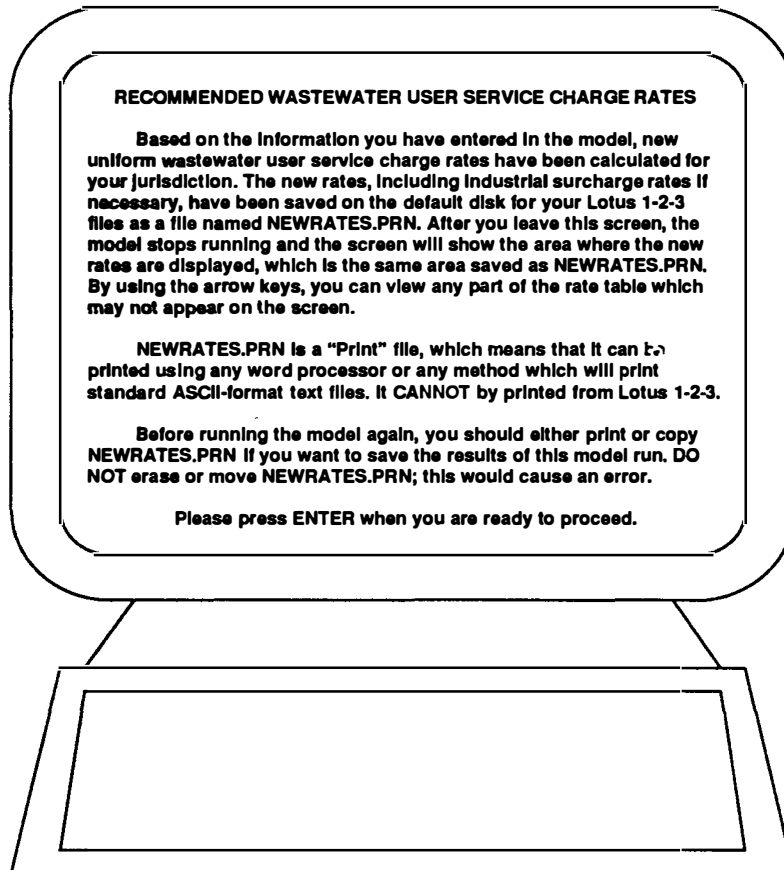 RECOMMENDED WASTEWATER USER SERVICE CHARGE RATES
Based on the information you have entered in the model, new
uniform wastewater user service charge rates have been calculated for
your jurisdiction. The new rates, including industrial surcharge rates if
necessary, have been saved on the default disk for your Lotus 1-2-3
files as a file named NEWRATES.PRN. After you leave this screen, the
model stops running and the screen will show the area where the new
rates are displayed, which is the same area saved as NEWRATES.PRN.
By using the arrow keys, you can view any part of the rate table which
may not appear on the screen.
NEWRATES.PRN is a "Print" file, which means that it can be
printed using any word processor or any method which will print
standard ASCII-format text files. It CANNOT by printed from Lotus 1-2-3.
Before running the model again, you should either print or copy
NEWRATES.PRN if you want to save the results of this model run. DO
NOT erase or move NEWRATES.PRN; this would cause an error.
Please press ENTER when you are ready to proceed.